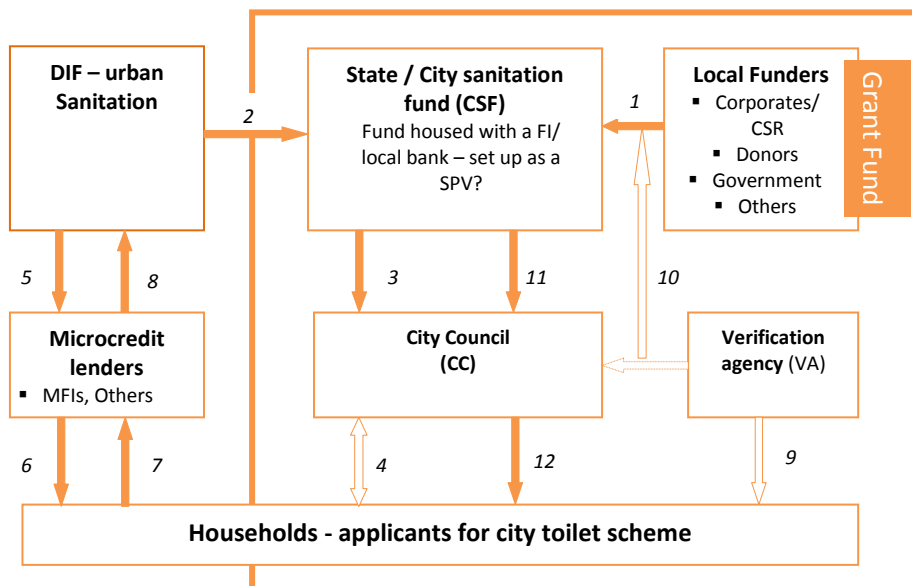 DIF – urban
Sanitation
2
State / City sanitation
fund (CSF)
Fund housed with a FI/
local bank – set up as a
SPV?
1
Local Funders
▪ Corporates/
CSR
▪ Donors
▪ Government
▪ Others
Grant Fund
5
8
3
11
10
Microcredit
lenders
▪ MFIs, Others
City Council
(CC)
Verification
agency (VA)
6
7
4
12
9
Households - applicants for city toilet scheme